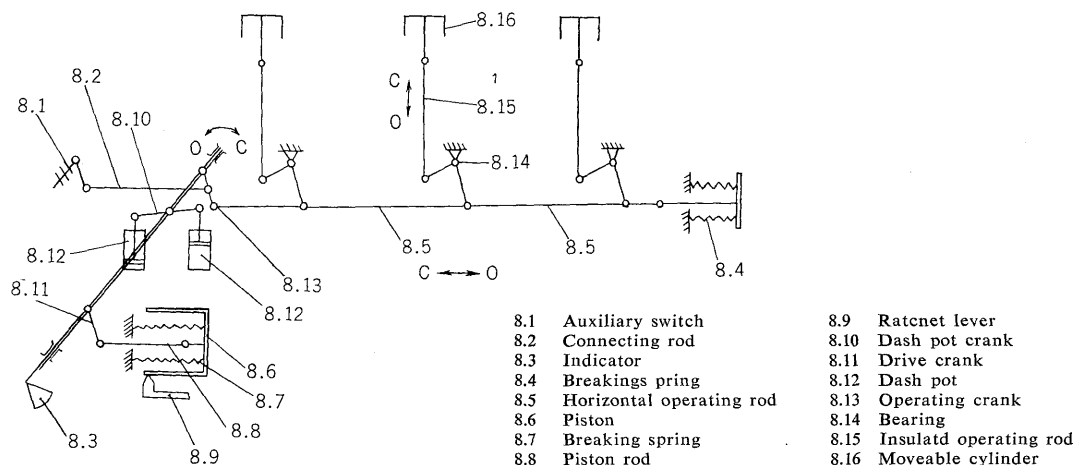 8.16
8.2
8.1
8.10
O C
C
1
8.15
O
8.14
8.12
8.11
8.13
8.12
8.5
8.5
8.4
C O
8.6
8.7
8.8
8.3
8.9
8.1 Auxiliary switch
8.2 Connecting rod
8.3 Indicator
8.4 Breakings pring
8.5 Horizontal operating rod
8.6 Piston
8.7 Breaking spring
8.8 Piston rod
8.9 Ratcnet lever
8.10 Dash pot crank
8.11 Drive crank
8.12 Dash pot
8.13 Operating crank
8.14 Bearing
8.15 Insulatd operating rod
8.16 Moveable cylinder